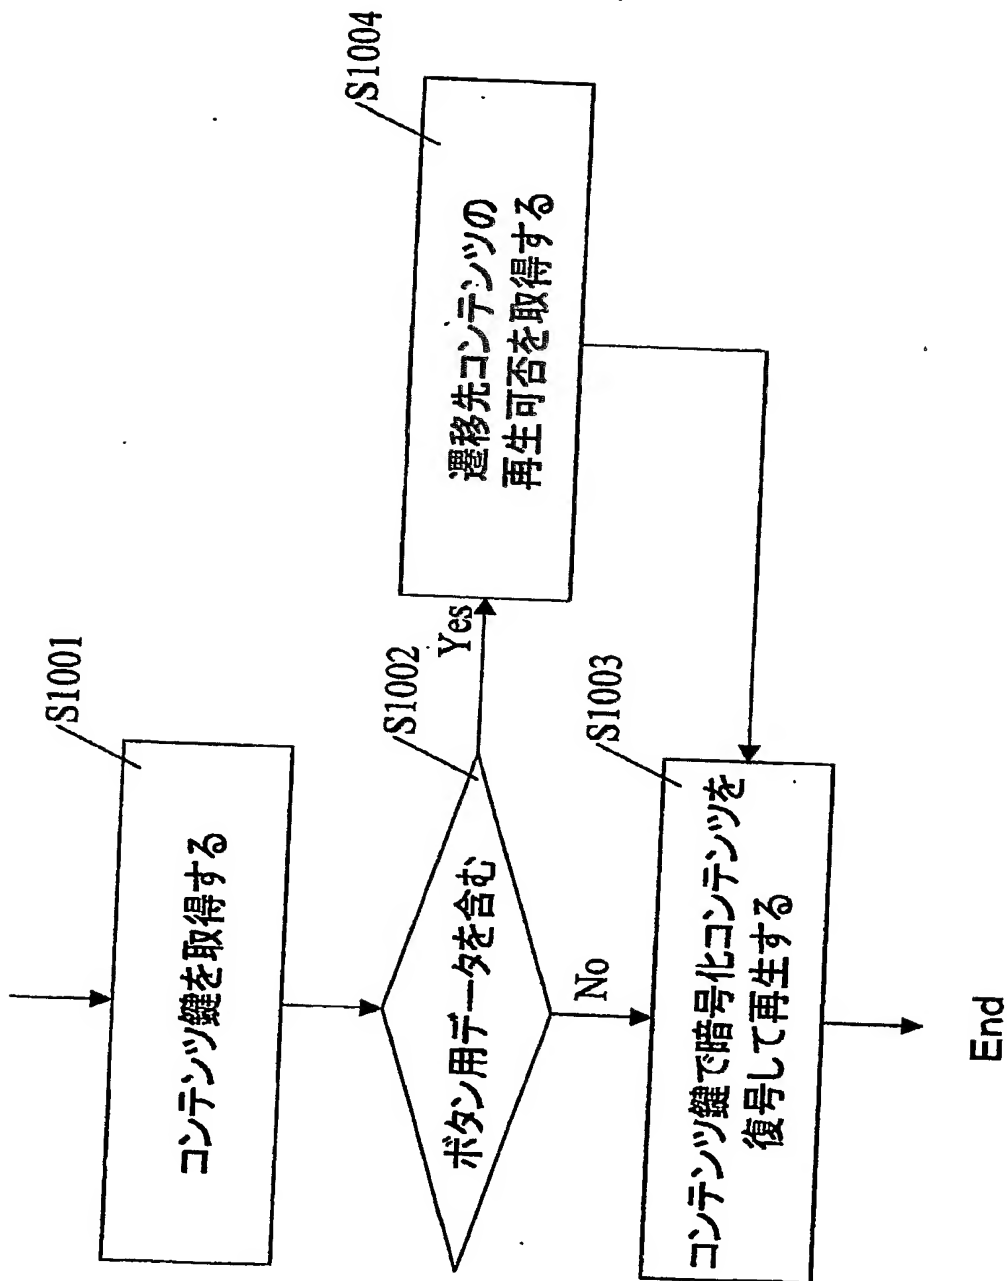 S1001
コンテンツ鍵を取得する
S1002
ボタン用データを含む
Yes
No
S1004
遷移先コンテンツの
再生可否を取得する
S1003
コンテンツ鍵で暗号化コンテンツを
復号して再生する
End